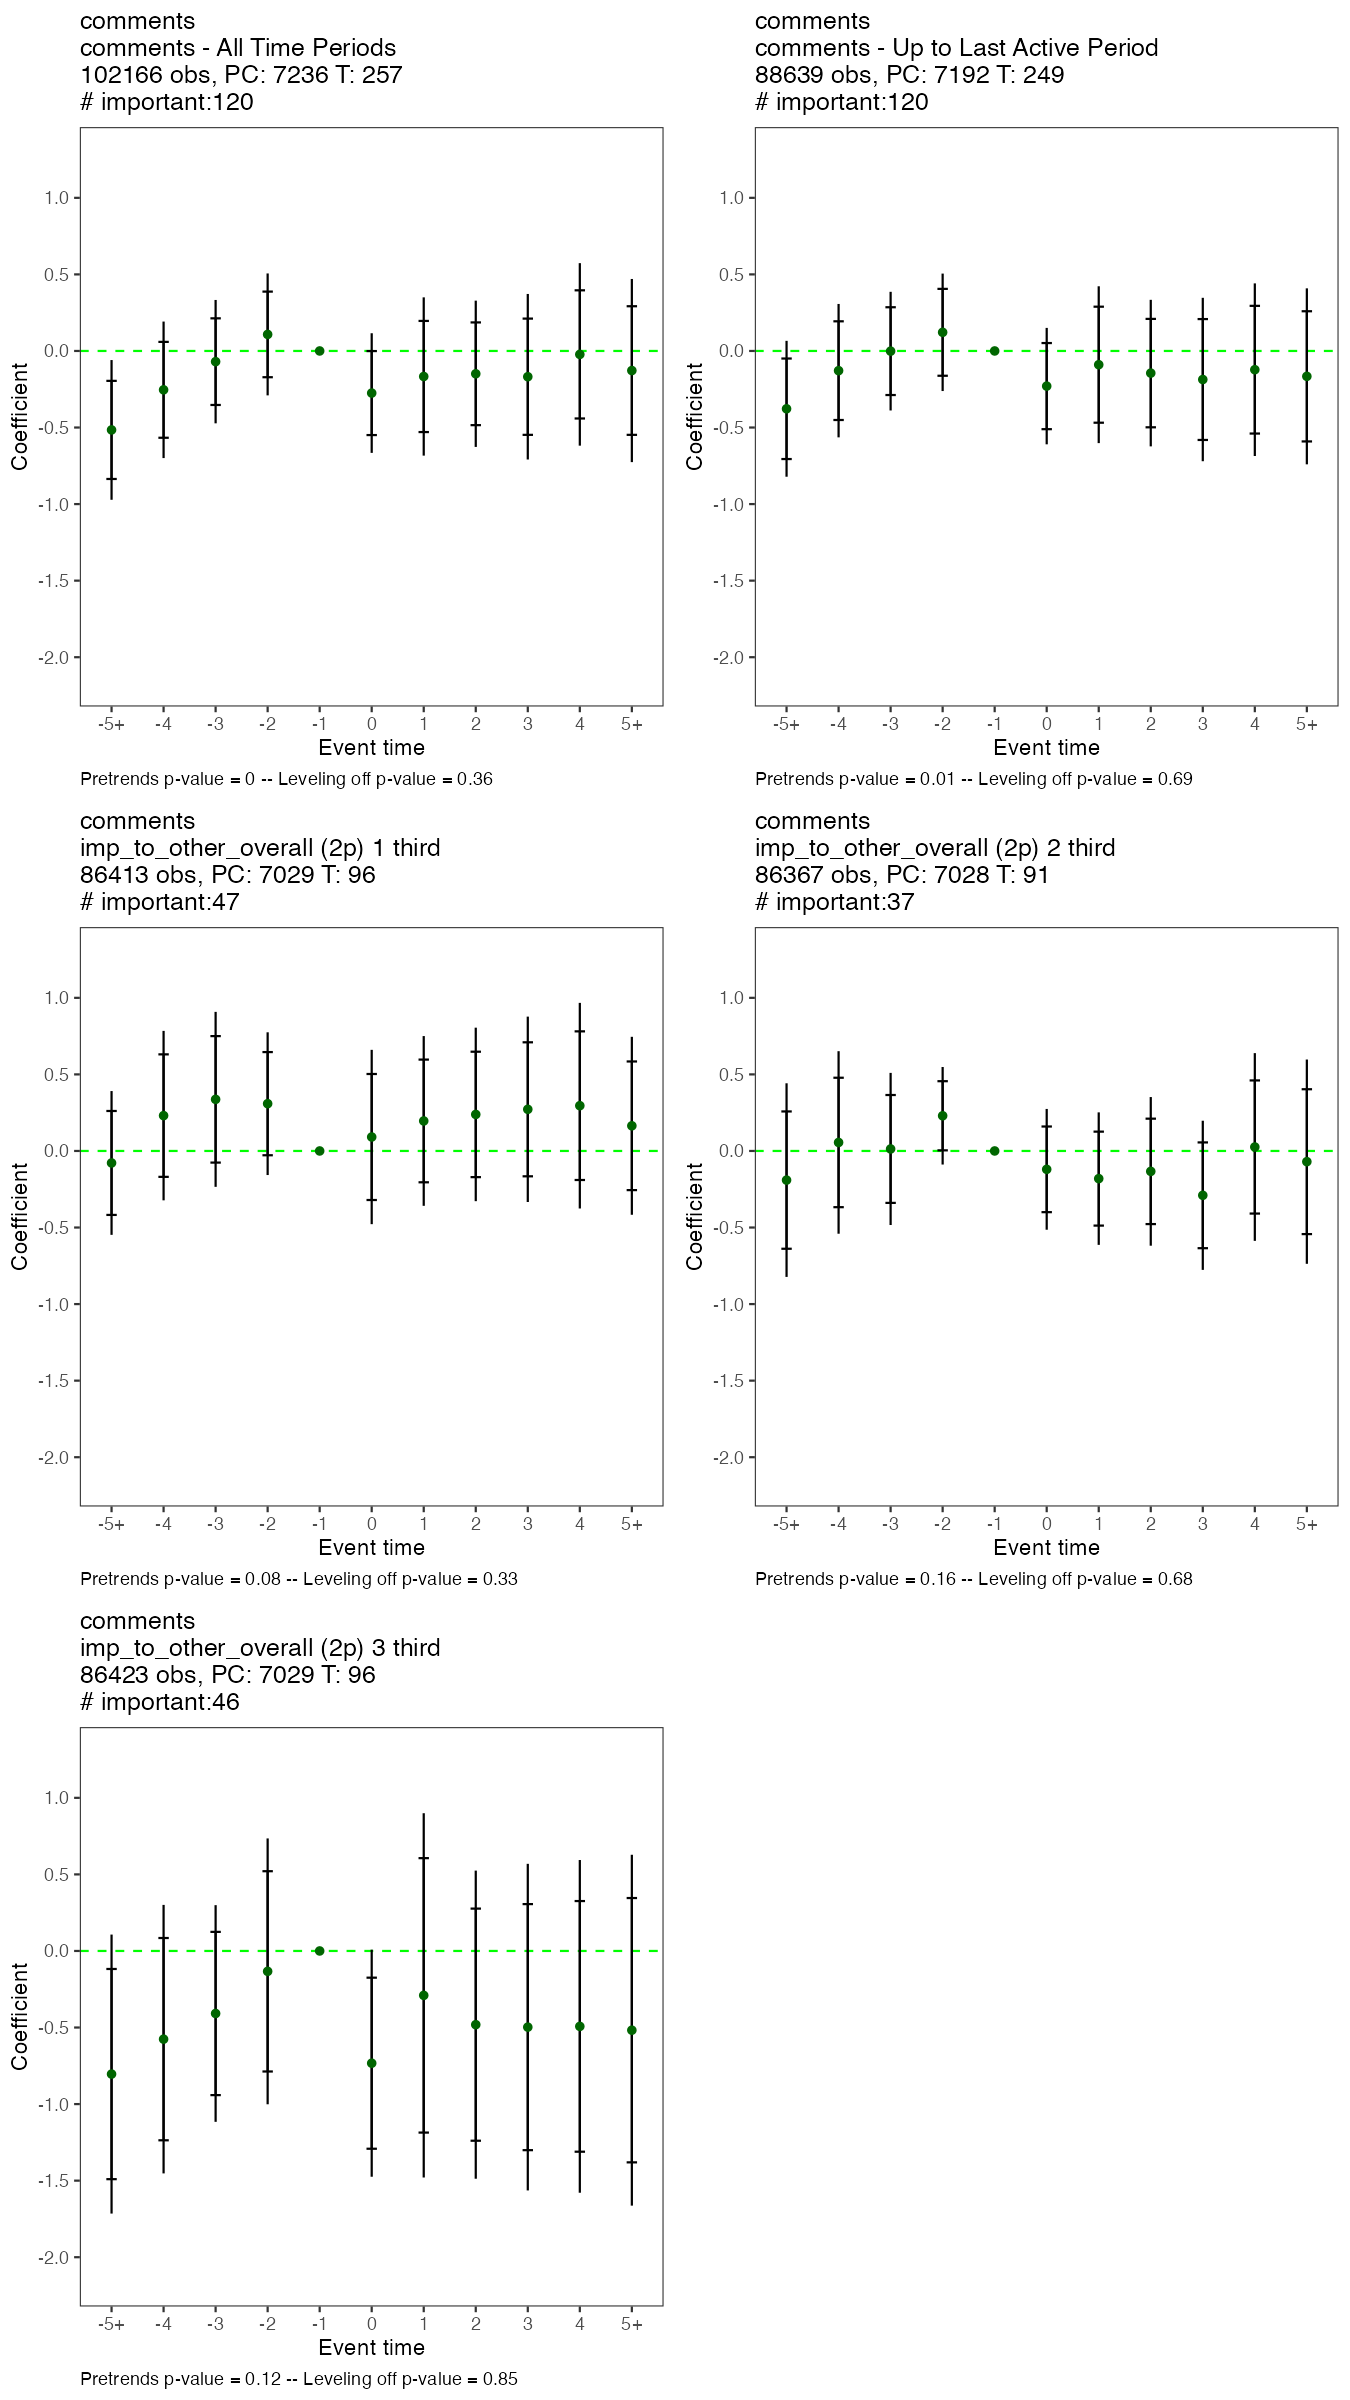 comments
comments - All Time Periods
102166 obs, PC: 7236 T: 257
# important:120
1.0
0.5
0.0
-0.5
-1.0
-1.5
-2.0
Coefficient
-5+ -4 -3 -2 -1 0 1 2 3 4 5+
Event time
Pretrends p-value = 0 -- Leveling off p-value = 0.36
comments
comments - Up to Last Active Period
88639 obs, PC: 7192 T: 249
# important:120
1.0
0.5
0.0
-0.5
-1.0
-1.5
-2.0
Coefficient
-5+ -4 -3 -2 -1 0 1 2 3 4 5+
Event time
Pretrends p-value = 0.01 -- Leveling off p-value = 0.69
comments
imp_to_other_overall (2p) 1 third
86413 obs, PC: 7029 T: 96
# important:47
1.0
0.5
0.0
-0.5
-1.0
-1.5
-2.0
Coefficient
-5+ -4 -3 -2 -1 0 1 2 3 4 5+
Event time
Pretrends p-value = 0.08 -- Leveling off p-value = 0.33
comments
imp_to_other_overall (2p) 2 third
86367 obs, PC: 7028 T: 91
# important:37
1.0
0.5
0.0
-0.5
-1.0
-1.5
-2.0
Coefficient
-5+ -4 -3 -2 -1 0 1 2 3 4 5+
Event time
Pretrends p-value = 0.16 -- Leveling off p-value = 0.68
comments
imp_to_other_overall (2p) 3 third
86423 obs, PC: 7029 T: 96
# important:46
1.0
0.5
0.0
-0.5
-1.0
-1.5
-2.0
Coefficient
-5+ -4 -3 -2 -1 0 1 2 3 4 5+
Event time
Pretrends p-value = 0.12 -- Leveling off p-value = 0.85